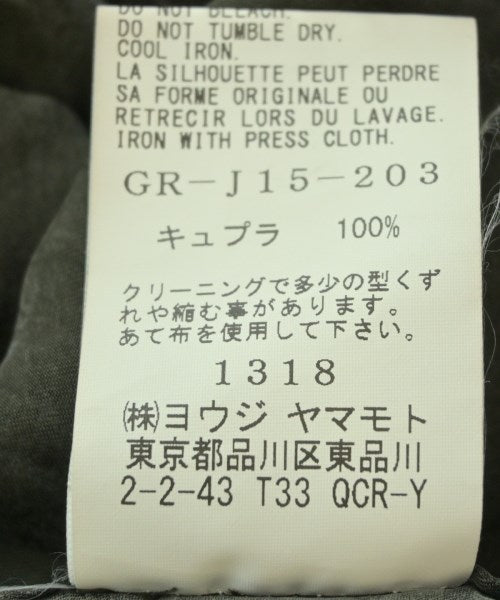 DO NOT BLEACH.
DO NOT TUMBLE DRY.
COOL IRON.
LA SILHOUETTE PEUT PERDRE
SA FORME ORIGINALE OU
RETRECIR LORS DU LAVAGE.
IRON WITH PRESS CLOTH.
GR-J15-203
キュプラ 100%
クリーニングで多少の型くず
れや縮む事があります。
あて布を使用して下さい。
1318
㈱ヨウジ ヤマモト
東京都品川区東品川
2-2-43 T33 QCR-Y